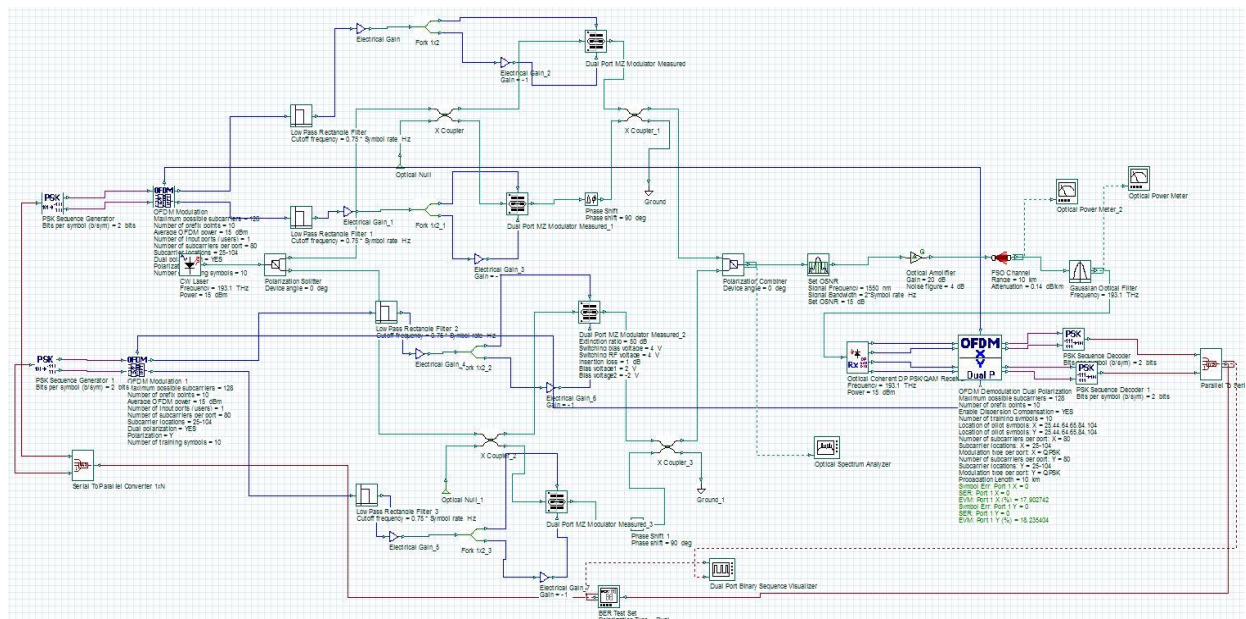 Electrical Gain
Fork 1x2
Electrical Gain_2
Gain = -1
Dual Port MZ Modulator Measured
Low Pass Rectangle Filter
Cutoff frequency = 0.75 * Symbol rate Hz
X Coupler
X Coupler_1
Optical Null
Ground
PSK
PSK Sequence Generator
Bits per symbol (b/sym) = 2 bits
OFDM
OFDM Modulation
Maximum possible subcarriers = 128
Number of prefix points = 10
Average OFDM power = 15 dBm
Number of input ports / users) = 1
Number of subcarriers per port = 80
Subcarrier locations = 25-104
Dual pol
= YES
Polariza
ng symbols = 10
Low Pass Rectangle Filter 1
Cutoff frequency = 0.75 * Symbol rate Hz
Electrical Gain_1
Fork 1x2_1
Electrical Gain_3
Gain = -
Dual Port MZ Modulator Measured_1
Phase Shift
Phase shift = 90 deg
Optical Power Meter_2
Optical Power Meter
CW Laser
Frequency = 193.1 THz
Power = 15 dBm
Polarization Splitter
Device angle = 0 deg
Polarization Combiner
Device angle = 0 deg
Set OSNR
Signal Frequency = 1550 nm
Signal Bandwidth = 2*Symbol rate Hz
Set OSNR = 15 dB
G
Optical Amplifier
Gain = 20 dB
Noise figure = 4 dB
FSO Channel
Range = 10 km
Attenuation = 0.14 dB/km
Gaussian Optical Filter
Frequency = 193.1 THz
Low Pass Rectangle Filter 2
Cutoff frequency = 0.75 * Symbol rate Hz
Electrical Gain_4
Fork 1x2_2
Electrical Gain_6
Gain = -1
Dual Port MZ Modulator Measured_2
Extinction ratio = 60 dB
Switching bias voltage = 4 V
Switching RF voltage = 4 V
Insertion loss = 1 dB
Bias voltage1 = 2 V
Bias voltage2 = -2 V
PSK
PSK Sequence Generator 1
Bits per symbol (b/sym) = 2 bits
OFDM
OFDM Modulation 1
Maximum possible subcarriers = 128
Number of prefix points = 10
Average OFDM power = 15 dBm
Number of input ports / users) = 1
Number of subcarriers per port = 80
Subcarrier locations = 25-104
Dual polarization = YES
Polarization = Y
Number of training symbols = 10
Rx
Optical Coherent DP PSK/QAM Recei
Frequency = 193.1 THz
Power = 15 dBm
OFDM
X
Y
Dual P
OFDM Demodulation Dual Polarization
Maximum possible subcarriers = 128
Number of prefix points = 10
Enable Dispersion Compensation = YES
Number of training symbols = 10
Location of pilot symbols: X = 25,44,64,65,84,104
Location of pilot symbols: Y = 25,44,64,65,84,104
Number of subcarriers per port: X = 80
Number of subcarriers per port: Y = 80
Subcarrier locations: X = 25-104
Subcarrier locations: Y = 25-104
Modulation type per port: X = QPSK
Modulation type per port: Y = QPSK
Propagation Length = 10 km
Symbol Err: Port 1 X = 0
SER: Port 1 X = 0
EVM: Port 1 X (%) = 17.902742
Symbol Err: Port 1 Y = 0
SER: Port 1 Y = 0
EVM: Port 1 Y (%) = 18.235404
PSK
PSK Sequence Decoder
Bits per symbol (b/sym) = 2 bits
PSK
PSK Sequence Decoder 1
Bits per symbol (b/sym) = 2 bits
Parallel To Seri
Serial To Parallel Converter 1xN
X Coupler_2
X Coupler_3
Optical Null_1
Ground_1
Optical Spectrum Analyzer
Low Pass Rectangle Filter 3
Cutoff frequency = 0.75 * Symbol rate Hz
Electrical Gain_5
Fork 1x2_3
Dual Port MZ Modulator Measured_3
Phase Shift 1
Phase shift = 90 deg
Electrical Gain_7
Gain = -1
BER Test Set
Dual Port Binary Sequence Visualizer